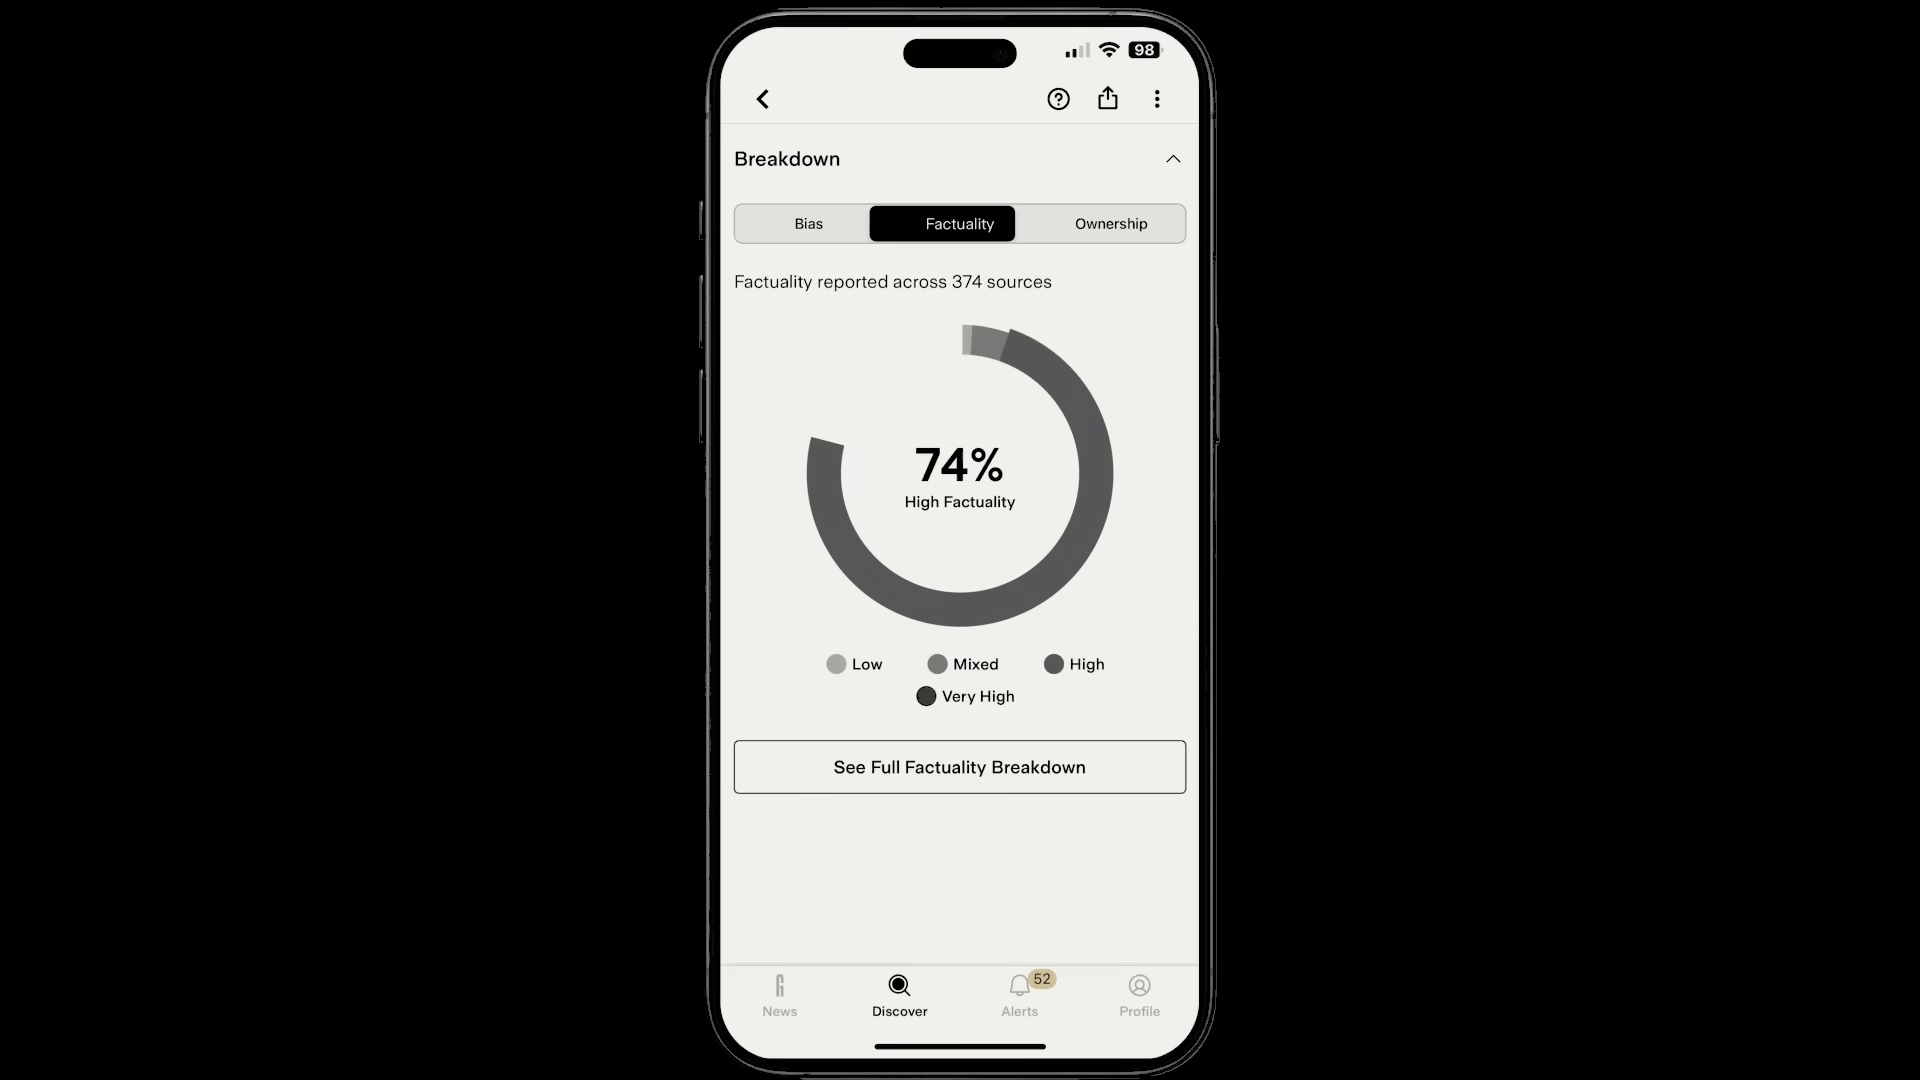 98
Breakdown
Bias
Factuality
Ownership
Factuality reported across 374 sources
74%
High Factuality
Low
Mixed
High
Very High
See Full Factuality Breakdown
52
News
Discover
Alerts
Profile